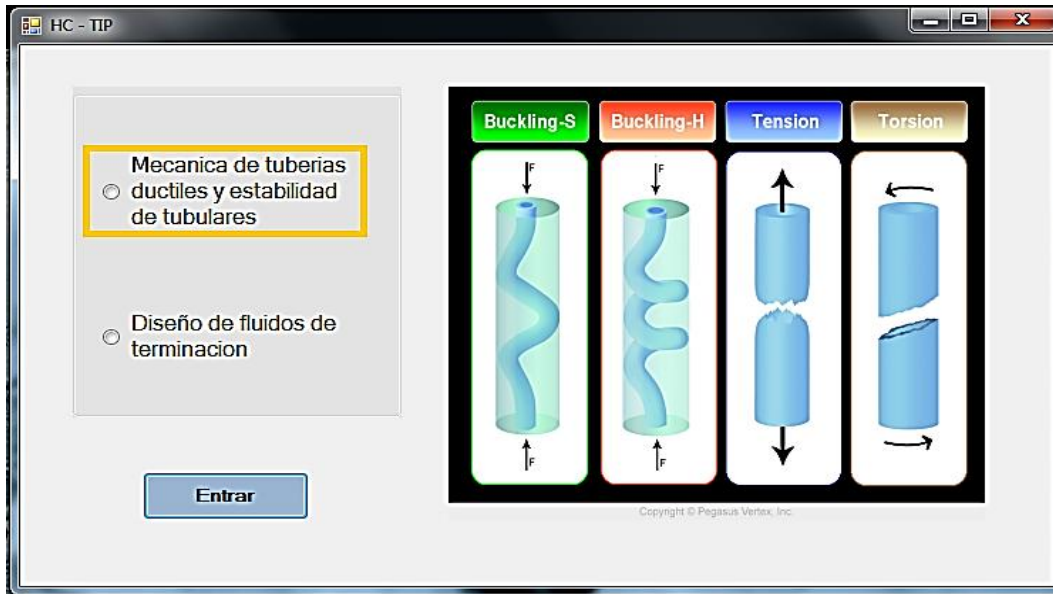 HC - TIP
Mecanica de tuberias
ductiles y estabilidad
de tubulares
Diseño de fluidos de
terminacion
Entrar
Buckling-S
Buckling-H
Tension
Torsion
F
F
F
F
Copyright © Pegasus Vertex, Inc.